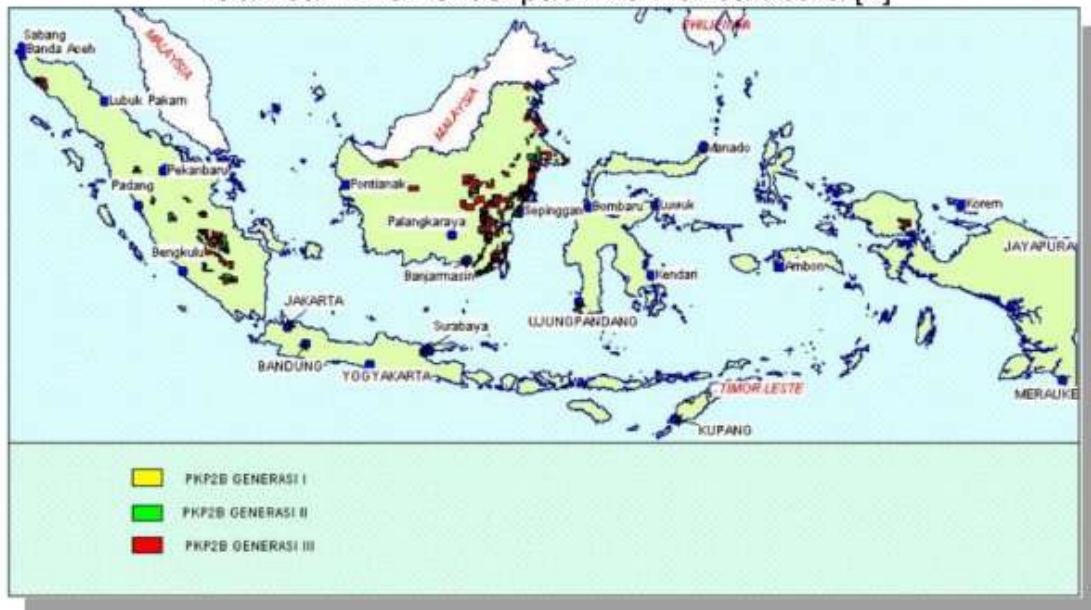 Sabang
Banda Aceh
MALAYSIA
PHILIPINA
Lubuk Pakam
MALAYSIA
Manado
Pekanbaru
Padang
Pontianak
Sepinggan
Bombaru
Luwuk
Korem
Palangkaraya
JAYAPURA
Bengkulu
Banjarmasin
Kendari
Ambon
JAKARTA
UJUNGPANDANG
Surabaya
BANDUNG
YOGYAKARTA
TIMOR LESTE
MERAUKE
KUPANG
PKP2B GENERASI I
PKP2B GENERASI II
PKP2B GENERASI III